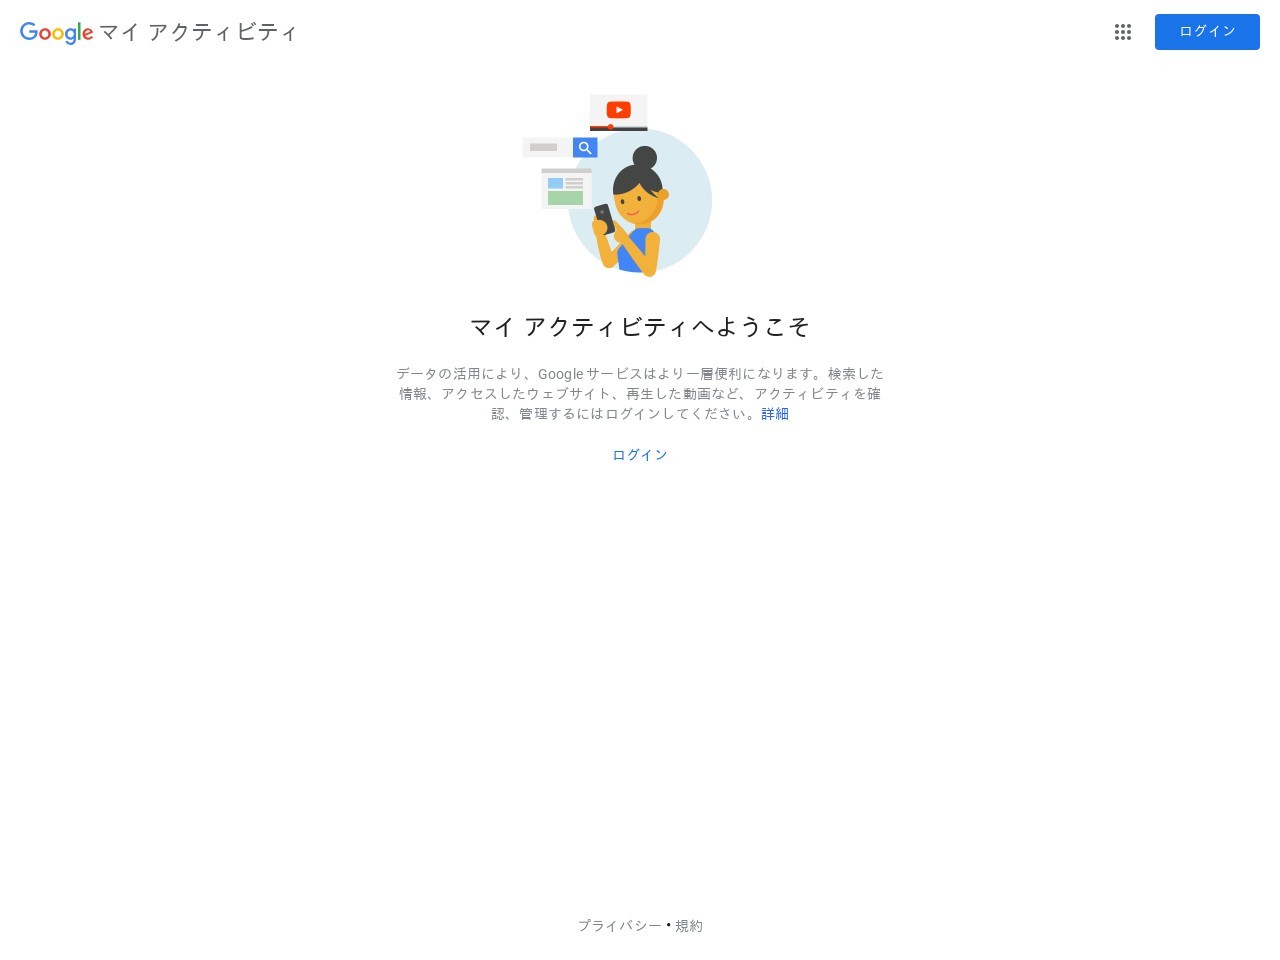 Google マイ アクティビティ
ログイン
マイ アクティビティへようこそ
データの活用により、Google サービスはより一層便利になります。検索した
情報、アクセスしたウェブサイト、再生した動画など、アクティビティを確
認、管理するにはログインしてください。詳細
ログイン
プライバシー • 規約